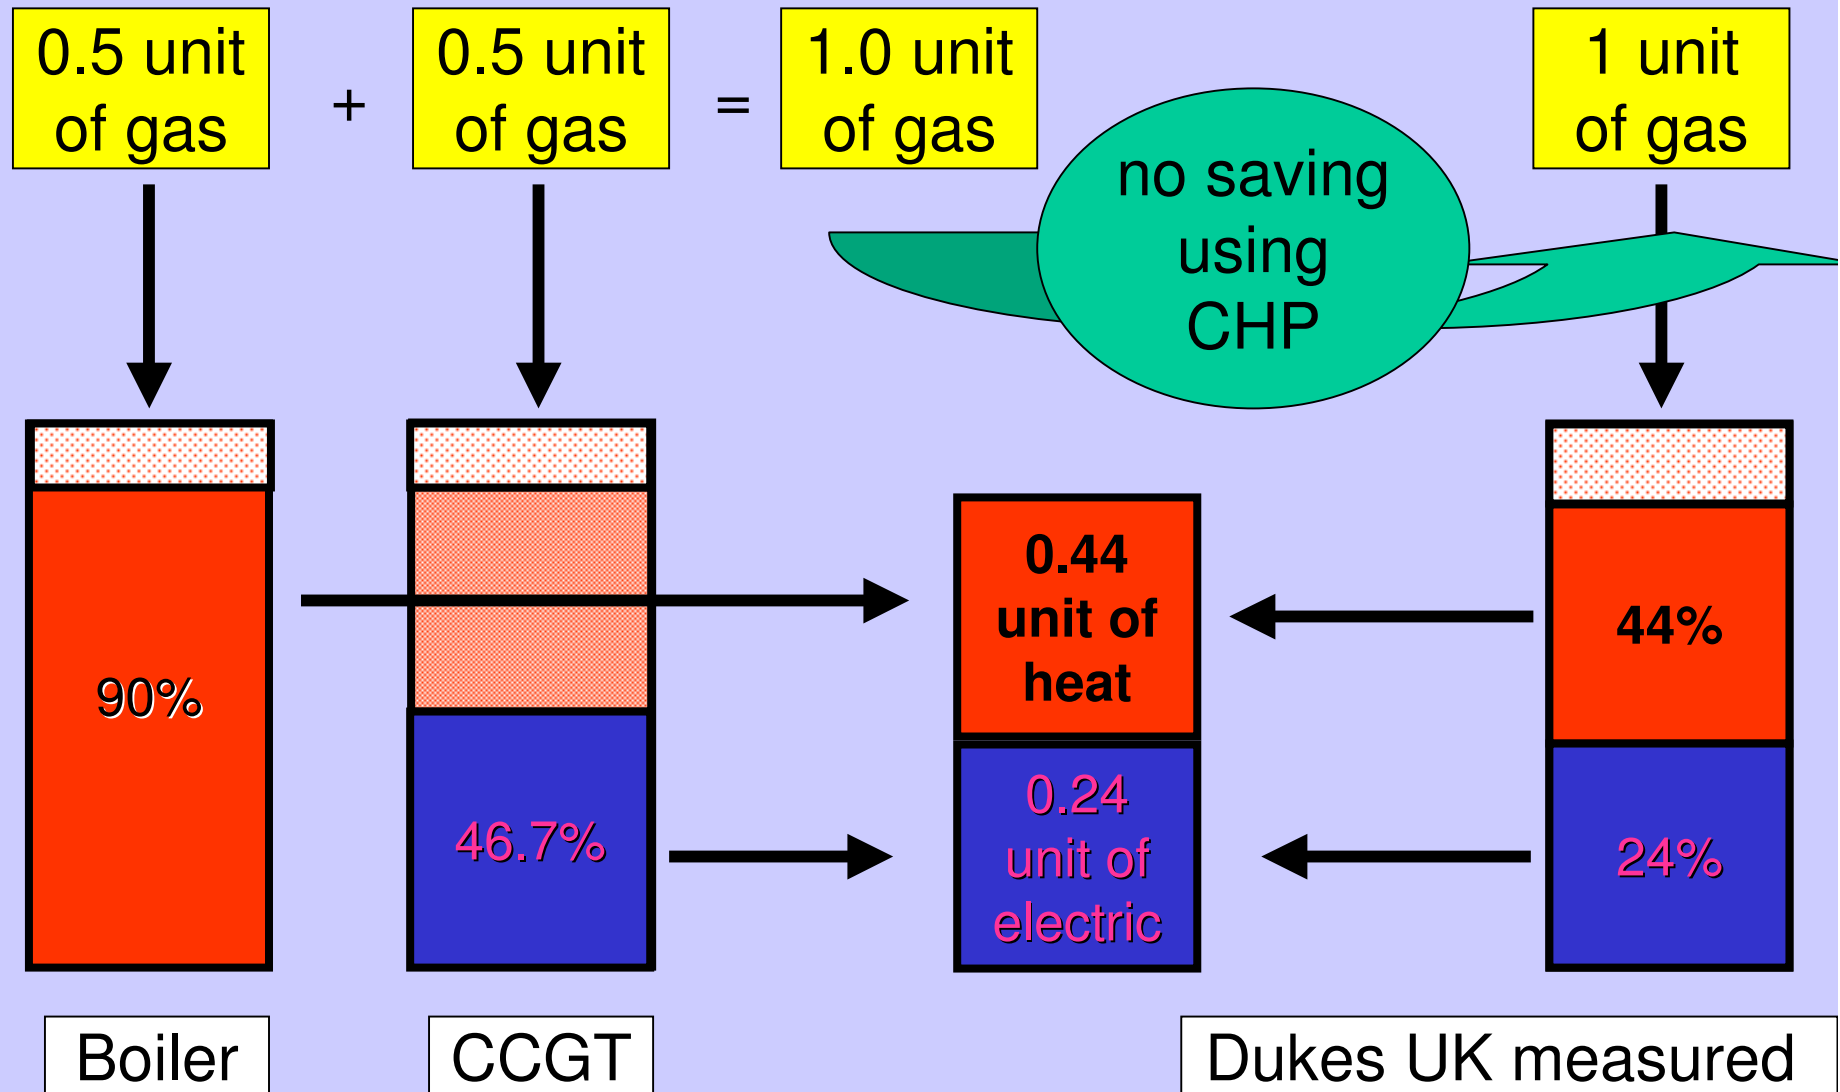 0.5 unit
of gas
+
0.5 unit
of gas
=
1.0 unit
of gas
1 unit
of gas
no saving
using
CHP
90%
46.7%
0.44
unit of
heat
0.24
unit of
electric
44%
24%
Boiler
CCGT
Dukes UK measured